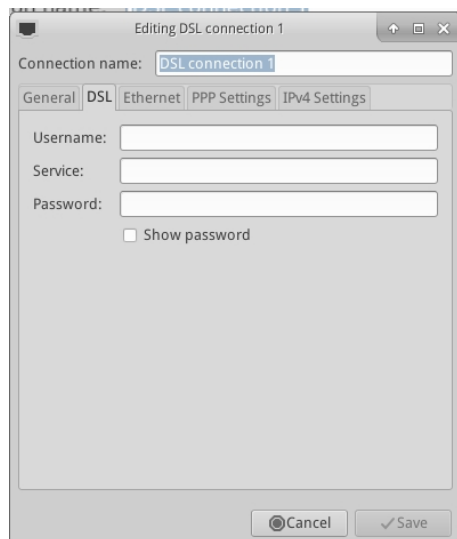 Editing DSL connection 1
Connection name: DSL connection 1
General DSL Ethernet PPP Settings IPv4 Settings
Username:
Service:
Password:
Show password
Cancel Save